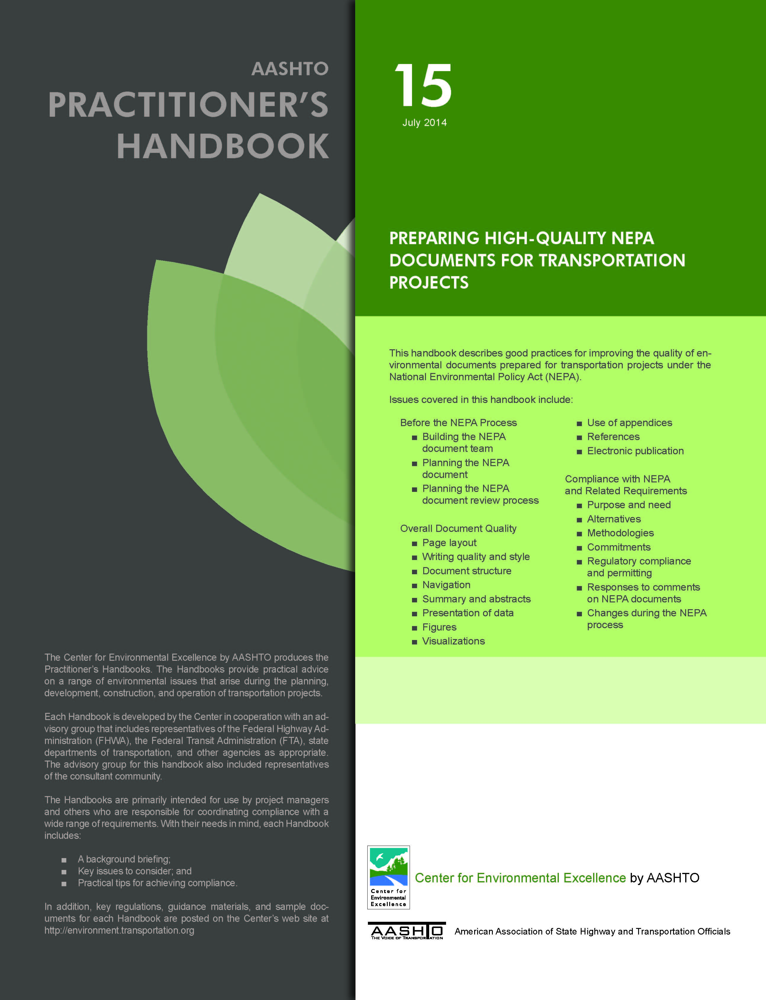 AASHTO
PRACTITIONER’S
HANDBOOK
The Center for Environmental Excellence by AASHTO produces the
Practitioner’s Handbooks. The Handbooks provide practical advice
on a range of environmental issues that arise during the planning,
development, construction, and operation of transportation projects.
Each Handbook is developed by the Center in cooperation with an ad-
visory group that includes representatives of the Federal Highway Ad-
ministration (FHWA), the Federal Transit Administration (FTA), state
departments of transportation, and other agencies as appropriate.
The advisory group for this handbook also included representatives
of the consultant community.
The Handbooks are primarily intended for use by project managers
and others who are responsible for coordinating compliance with a
wide range of requirements. With their needs in mind, each Handbook
includes:
■ A background briefing;
■ Key issues to consider; and
■ Practical tips for achieving compliance.
In addition, key regulations, guidance materials, and sample doc-
uments for each Handbook are posted on the Center’s web site at
http://environment.transportation.org
15
July 2014
PREPARING HIGH-QUALITY NEPA
DOCUMENTS FOR TRANSPORTATION
PROJECTS
This handbook describes good practices for improving the quality of en-
vironmental documents prepared for transportation projects under the
National Environmental Policy Act (NEPA).
Issues covered in this handbook include:
Before the NEPA Process
■ Building the NEPA
document team
■ Planning the NEPA
document
■ Planning the NEPA
document review process
Overall Document Quality
■ Page layout
■ Writing quality and style
■ Document structure
■ Navigation
■ Summary and abstracts
■ Presentation of data
■ Figures
■ Visualizations
■ Use of appendices
■ References
■ Electronic publication
Compliance with NEPA
and Related Requirements
■ Purpose and need
■ Alternatives
■ Methodologies
■ Commitments
■ Regulatory compliance
and permitting
■ Responses to comments
on NEPA documents
■ Changes during the NEPA
process
Center for
Environmental
Excellence
Center for Environmental Excellence by AASHTO
AASHTO
THE VOICE OF TRANSPORTATION
American Association of State Highway and Transportation Officials